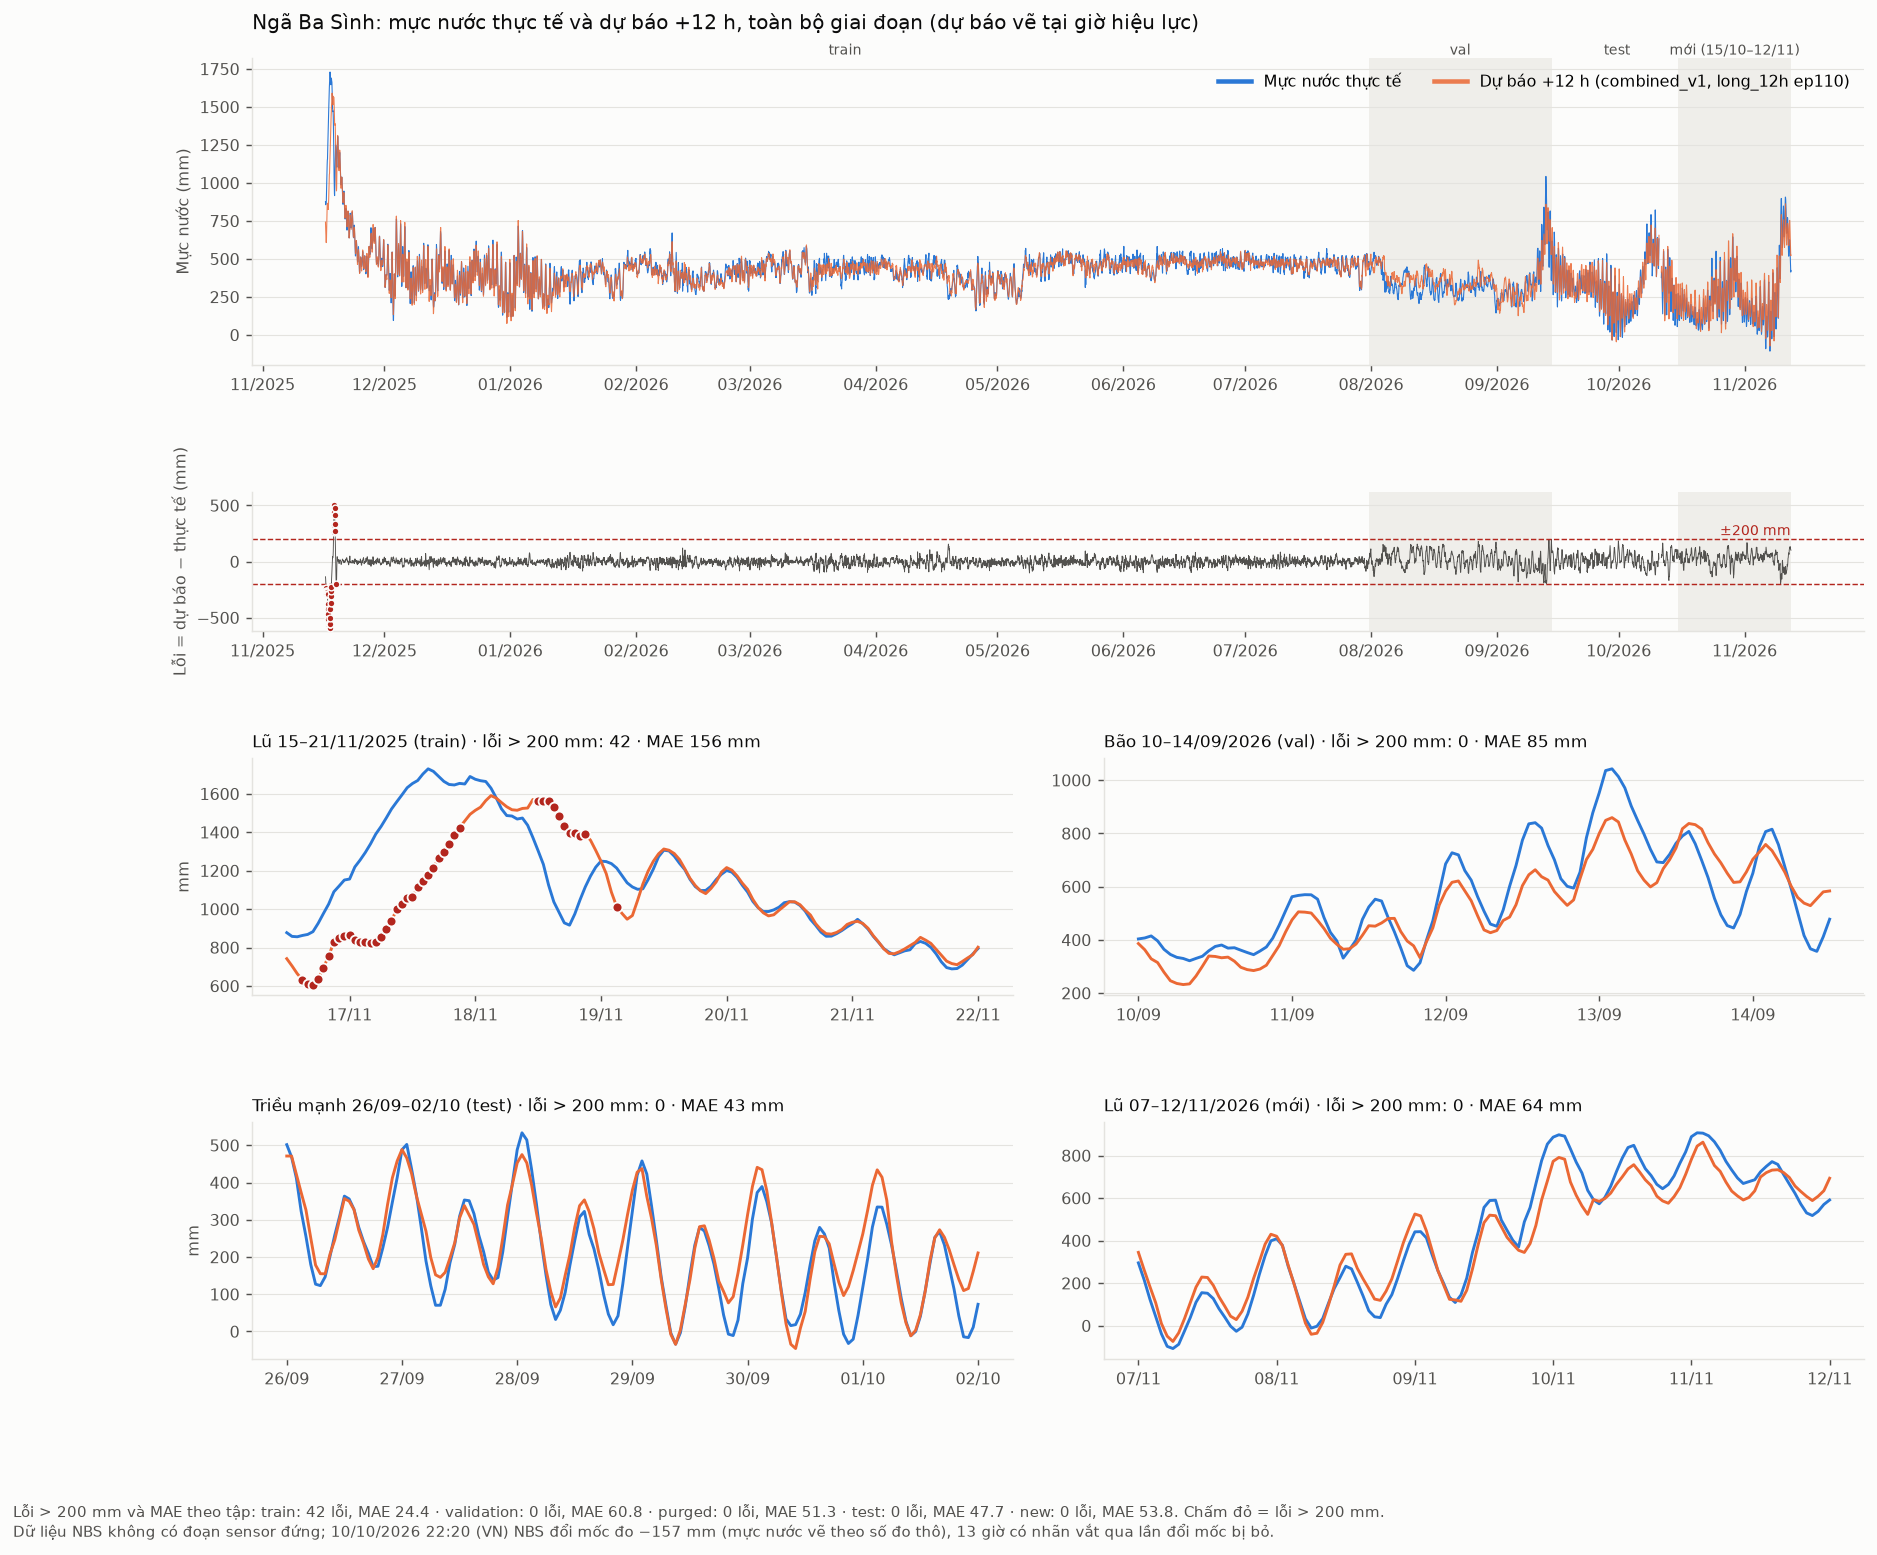 Ngã Ba Sình: mực nước thực tế và dự báo +12 h, toàn bộ giai đoạn (dự báo vẽ tại giờ hiệu lực)
train val test mới (15/10–12/11)
Mực nước thực tế Dự báo +12 h (combined_v1, long_12h ep110)
Mực nước (mm)
1750
1500
1250
1000
750
500
250
0
11/2025 12/2025 01/2026 02/2026 03/2026 04/2026 05/2026 06/2026 07/2026 08/2026 09/2026 10/2026 11/2026
Lỗi = dự báo − thực tế (mm)
500
0
−500
±200 mm
11/2025 12/2025 01/2026 02/2026 03/2026 04/2026 05/2026 06/2026 07/2026 08/2026 09/2026 10/2026 11/2026
Lũ 15–21/11/2025 (train) · lỗi > 200 mm: 42 · MAE 156 mm
mm
1600
1400
1200
1000
800
600
17/11 18/11 19/11 20/11 21/11 22/11
Bão 10–14/09/2026 (val) · lỗi > 200 mm: 0 · MAE 85 mm
1000
800
600
400
200
10/09 11/09 12/09 13/09 14/09
Triều mạnh 26/09–02/10 (test) · lỗi > 200 mm: 0 · MAE 43 mm
mm
500
400
300
200
100
0
26/09 27/09 28/09 29/09 30/09 01/10 02/10
Lũ 07–12/11/2026 (mới) · lỗi > 200 mm: 0 · MAE 64 mm
800
600
400
200
0
07/11 08/11 09/11 10/11 11/11 12/11
Lỗi > 200 mm và MAE theo tập: train: 42 lỗi, MAE 24.4 · validation: 0 lỗi, MAE 60.8 · purged: 0 lỗi, MAE 51.3 · test: 0 lỗi, MAE 47.7 · new: 0 lỗi, MAE 53.8. Chấm đỏ = lỗi > 200 mm.
Dữ liệu NBS không có đoạn sensor đứng; 10/10/2026 22:20 (VN) NBS đổi mốc đo −157 mm (mực nước vẽ theo số đo thô), 13 giờ có nhãn vắt qua lần đổi mốc bị bỏ.